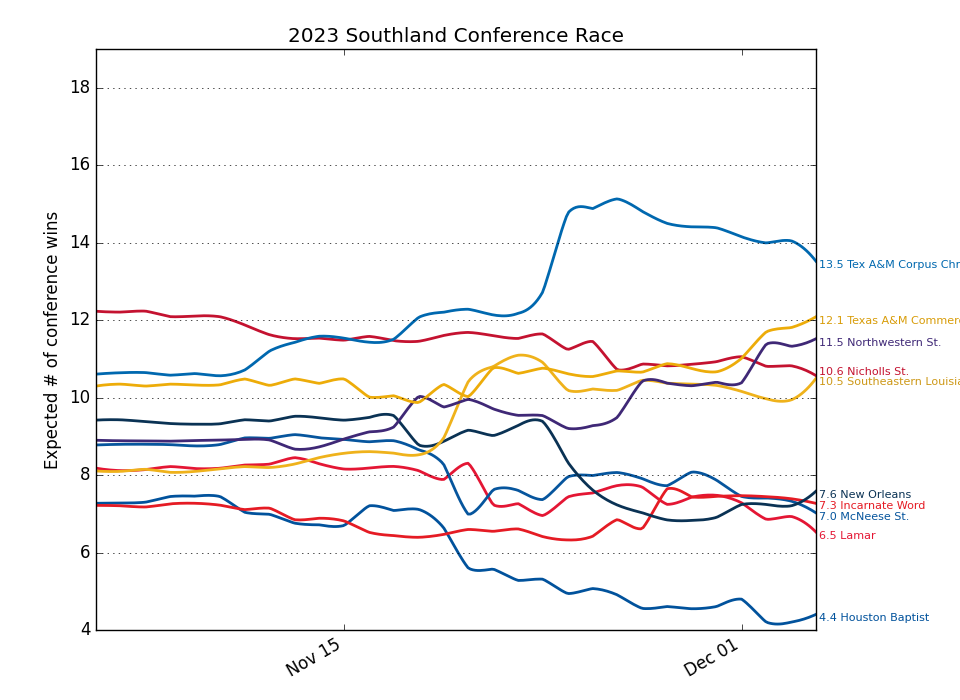 2023 Southland Conference Race
Expected # of conference wins
18
16
14
12
10
8
6
4
Nov 15
Dec 01
13.5 Tex A&M Corpus Chr
12.1 Texas A&M Commerc
11.5 Northwestern St.
10.6 Nicholls St.
10.5 Southeastern Louisia
7.6 New Orleans
7.3 Incarnate Word
7.0 McNeese St.
6.5 Lamar
4.4 Houston Baptist